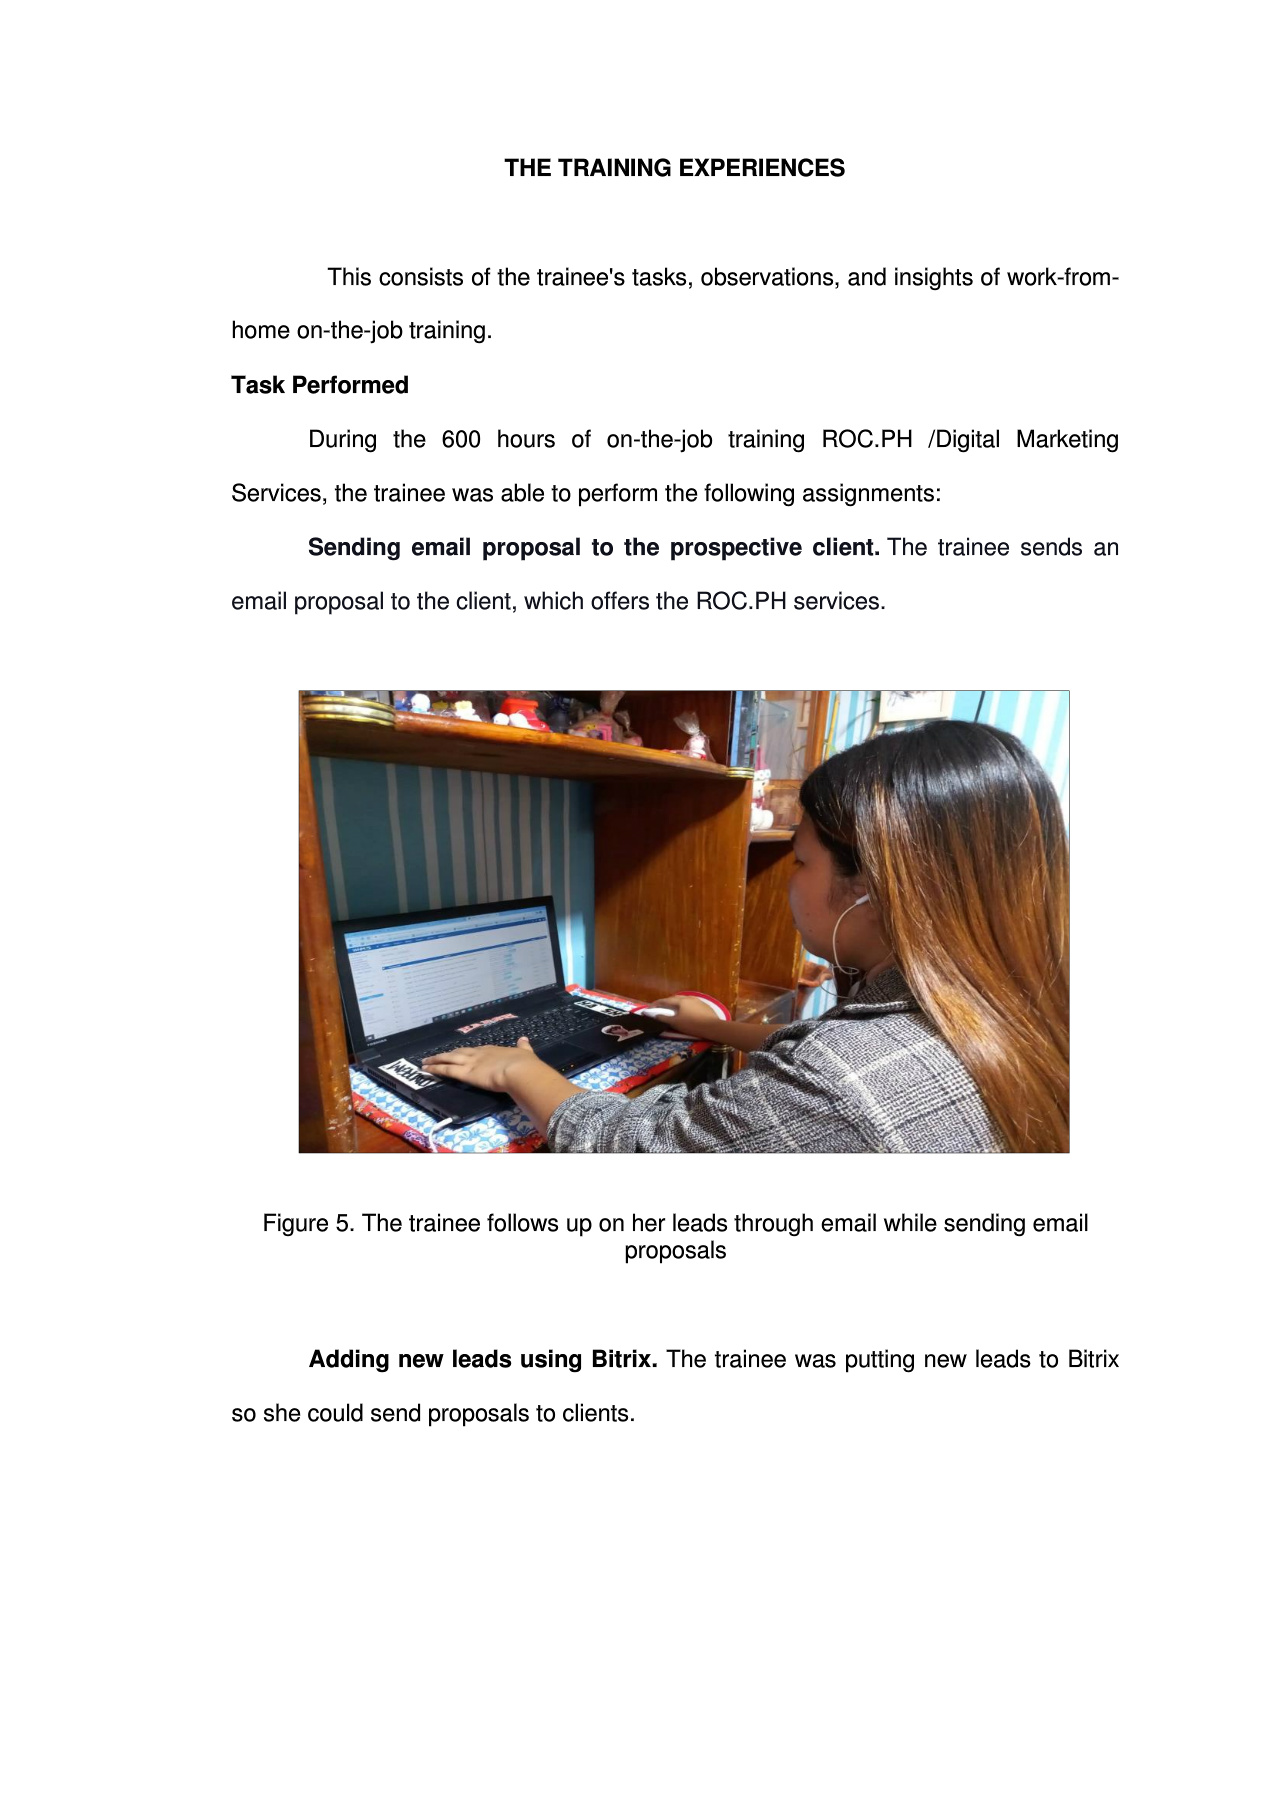 THE TRAINING EXPERIENCES
This consists of the trainee's tasks, observations, and insights of work-from-
home on-the-job training.
Task Performed
During the 600 hours of on-the-job training ROC.PH /Digital Marketing
Services, the trainee was able to perform the following assignments:
Sending email proposal to the prospective client. The trainee sends an
email proposal to the client, which offers the ROC.PH services.
Figure 5. The trainee follows up on her leads through email while sending email
proposals
Adding new leads using Bitrix. The trainee was putting new leads to Bitrix
so she could send proposals to clients.